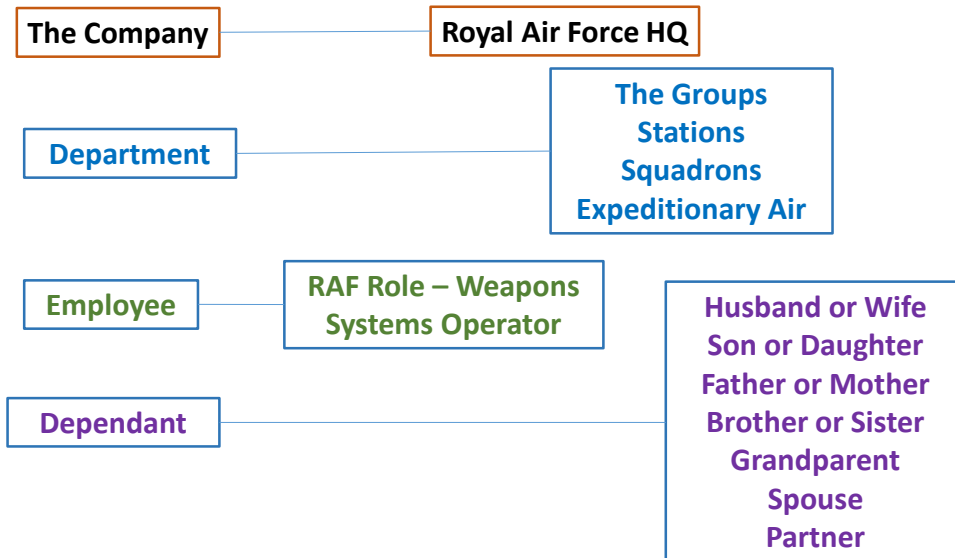 The Company
Royal Air Force HQ
Department
The Groups
Stations
Squadrons
Expeditionary Air
Employee
RAF Role – Weapons
Systems Operator
Dependant
Husband or Wife
Son or Daughter
Father or Mother
Brother or Sister
Grandparent
Spouse
Partner